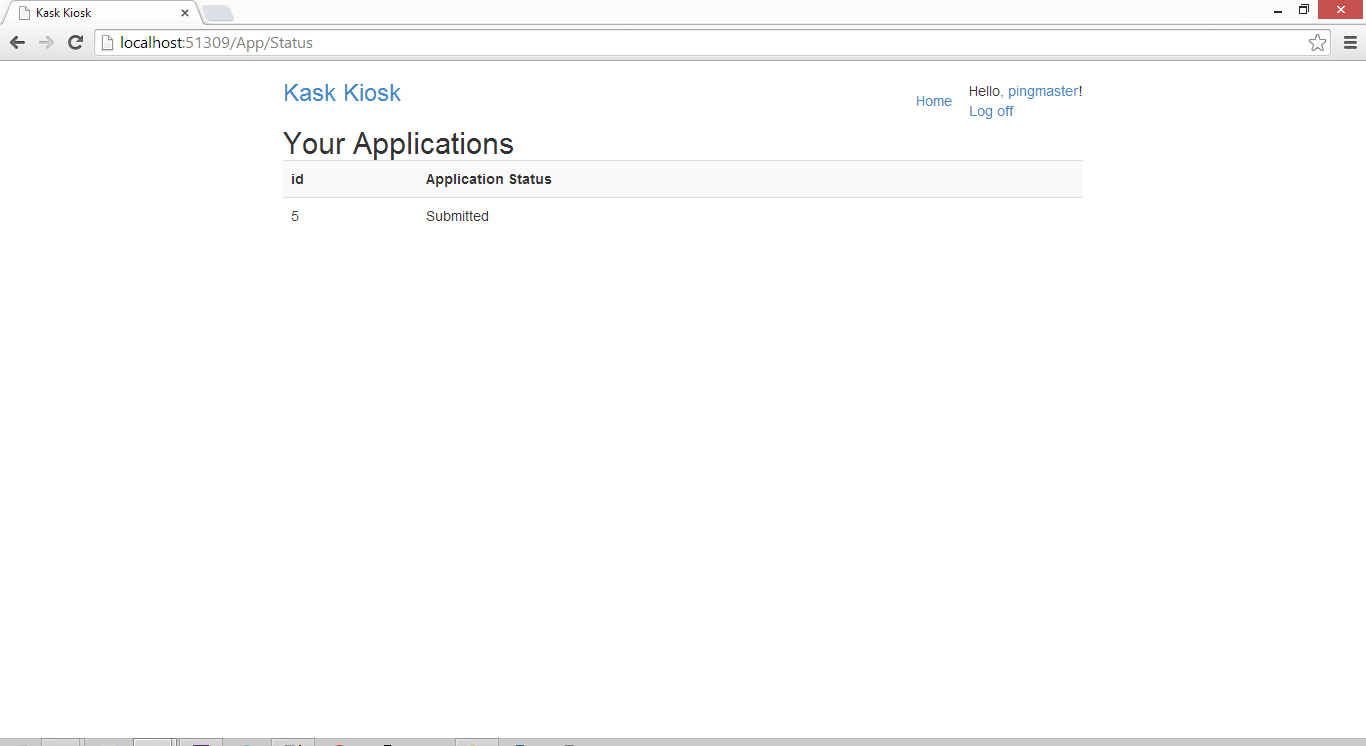 Kask Kiosk
localhost:51309/App/Status
Kask Kiosk
Home
Hello, pingmaster!
Log off
Your Applications
id Application Status
5 Submitted